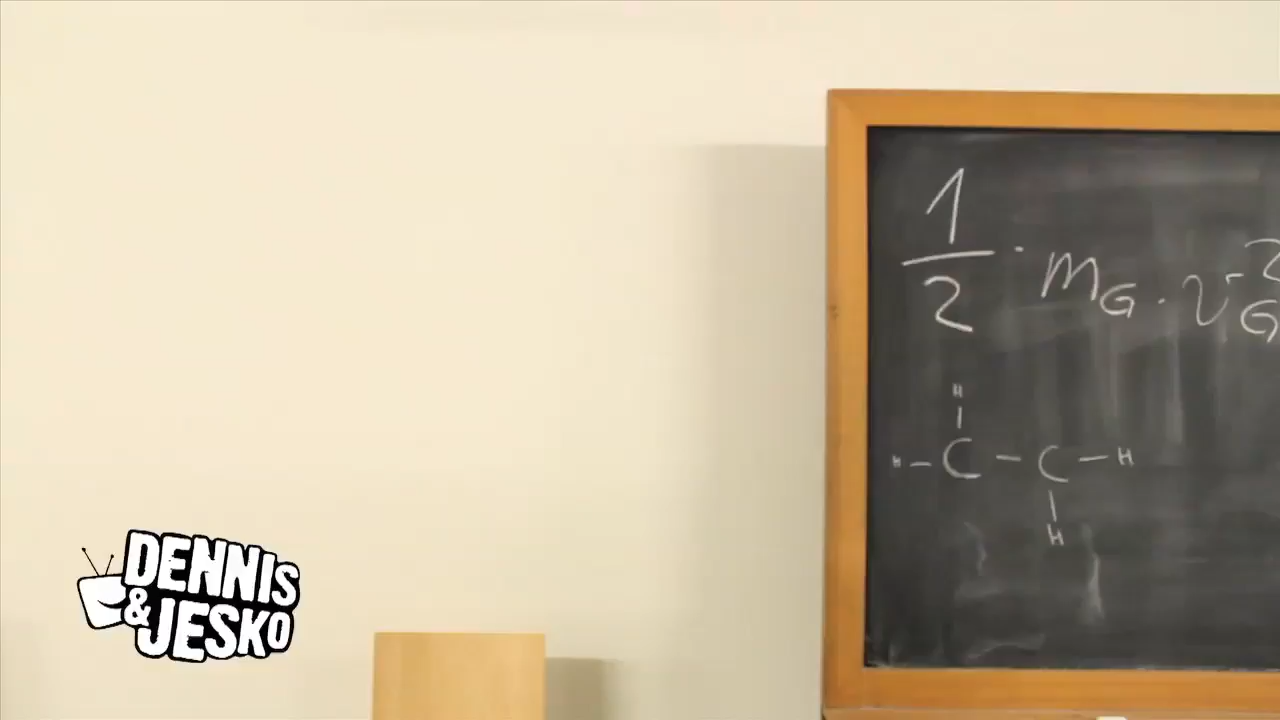 1
2
· m_G · v_G^2
H
H - C - C - H
H
DENNIS
& JESKO